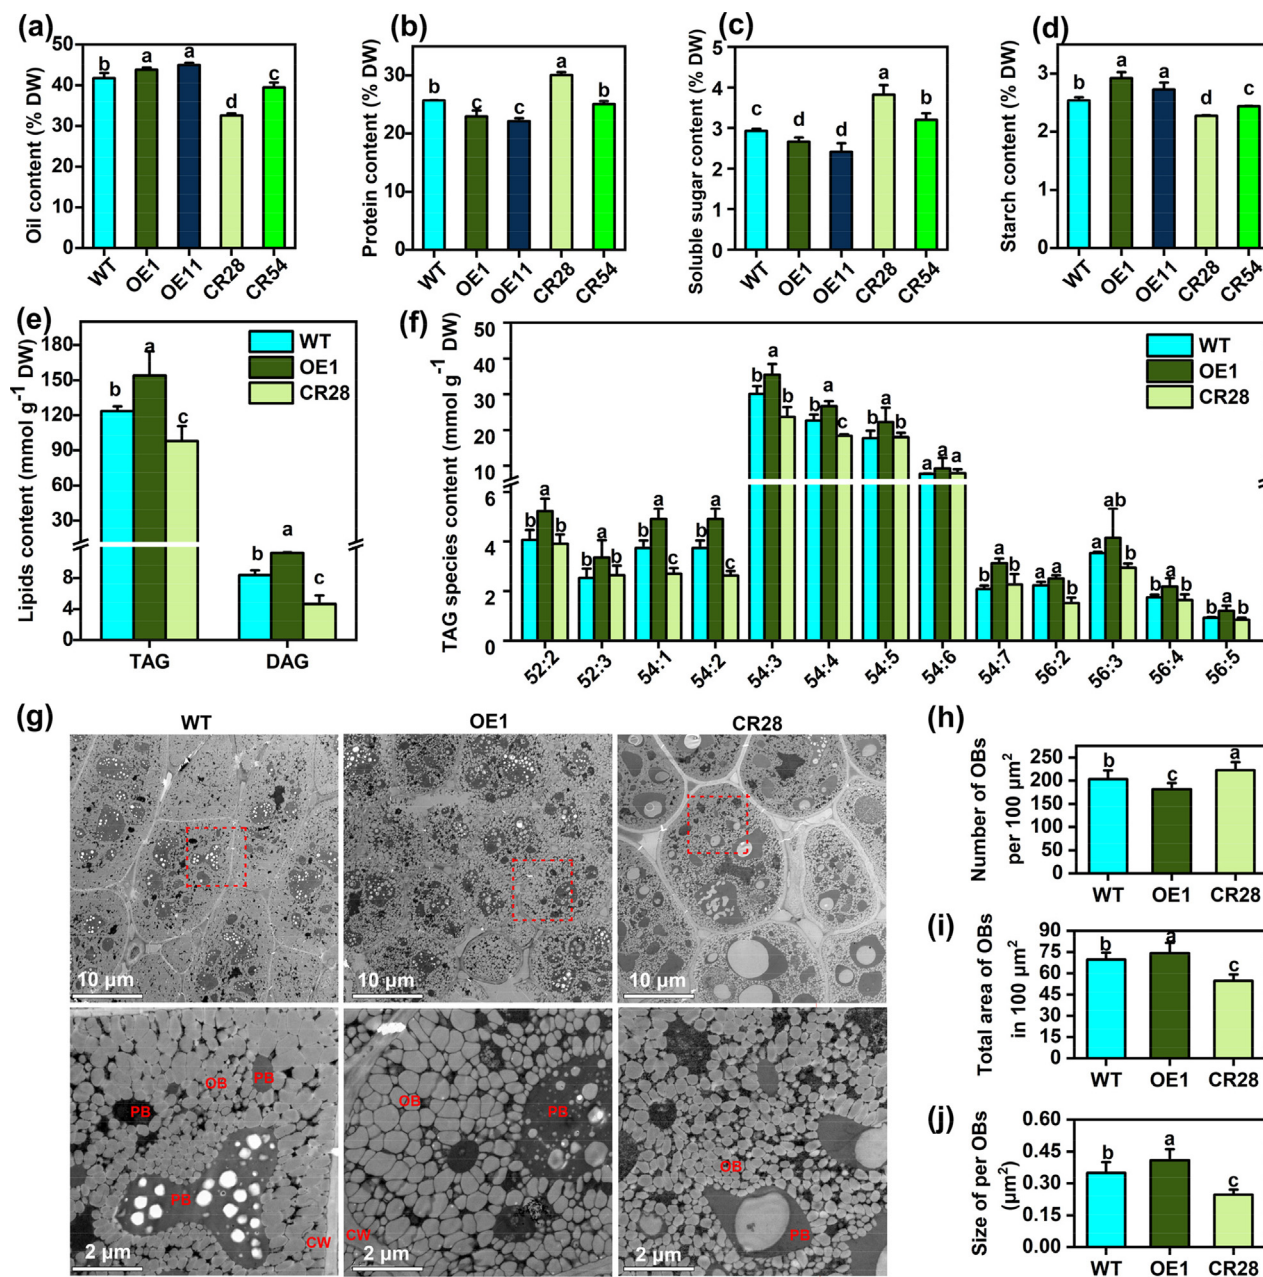 (a)
Oil content (% DW)
50
40
30
20
10
0
b
a
a
d
c
WT
OE1
OE11
CR28
CR54
(b)
Protein content (% DW)
30
20
10
0
b
c
c
a
b
WT
OE1
OE11
CR28
CR54
(c)
Soluble sugar content (% DW)
5
4
3
2
1
0
c
d
d
a
b
WT
OE1
OE11
CR28
CR54
(d)
Starch content (% DW)
3
2
1
0
b
a
a
d
c
WT
OE1
OE11
CR28
CR54
(e)
Lipids content (mmol g⁻¹ DW)
180
150
120
90
60
30
8
4
0
WT
OE1
CR28
b
a
c
b
a
c
TAG
DAG
(f)
TAG species content (mmol g⁻¹ DW)
50
40
30
20
10
6
4
2
0
WT
OE1
CR28
b a b
b a b
b a c
b a b
b a c
b a b
a a a
b a b
a a b
a ab b
b a b
b a b
52:2
52:3
54:1
54:2
54:3
54:4
54:5
54:6
54:7
56:2
56:3
56:4
56:5
(g)
WT
OE1
CR28
10 µm
10 µm
10 µm
OB
PB
PB
PB
CW
2 µm
OB
PB
CW
2 µm
OB
PB
2 µm
(h)
Number of OBs
per 100 µm²
250
200
150
100
50
0
b
c
a
WT
OE1
CR28
(i)
Total area of OBs
in 100 µm²
90
75
60
45
30
15
0
b
a
c
WT
OE1
CR28
(j)
Size of per OBs
(µm²)
0.60
0.45
0.30
0.15
0.00
b
a
c
WT
OE1
CR28